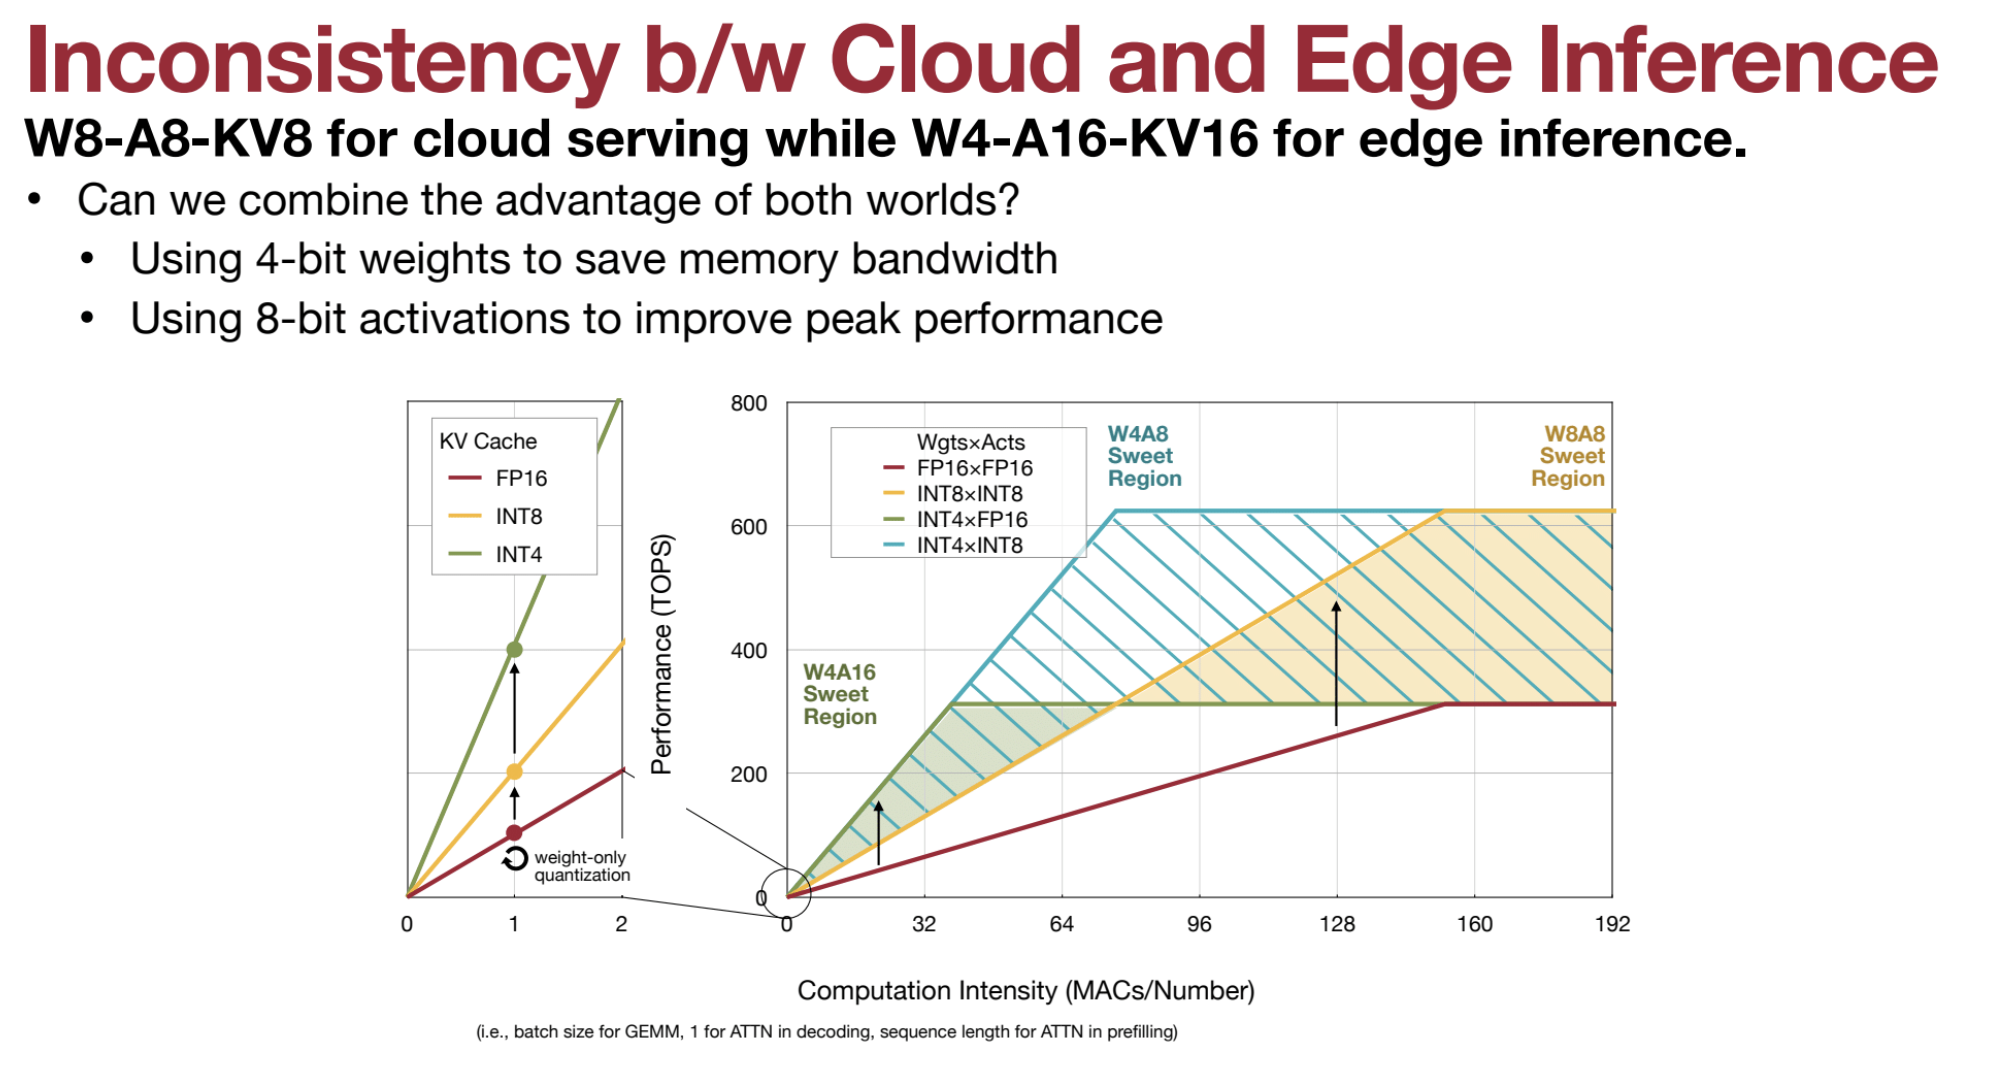 Inconsistency b/w Cloud and Edge Inference
W8-A8-KV8 for cloud serving while W4-A16-KV16 for edge inference.
• Can we combine the advantage of both worlds?
• Using 4-bit weights to save memory bandwidth
• Using 8-bit activations to improve peak performance
KV Cache
FP16
INT8
INT4
weight-only
quantization
0 1 2
Performance (TOPS)
800
600
400
200
0
Wgts×Acts
FP16×FP16
INT8×INT8
INT4×FP16
INT4×INT8
W4A8
Sweet
Region
W8A8
Sweet
Region
W4A16
Sweet
Region
0 32 64 96 128 160 192
Computation Intensity (MACs/Number)
(i.e., batch size for GEMM, 1 for ATTN in decoding, sequence length for ATTN in prefilling)